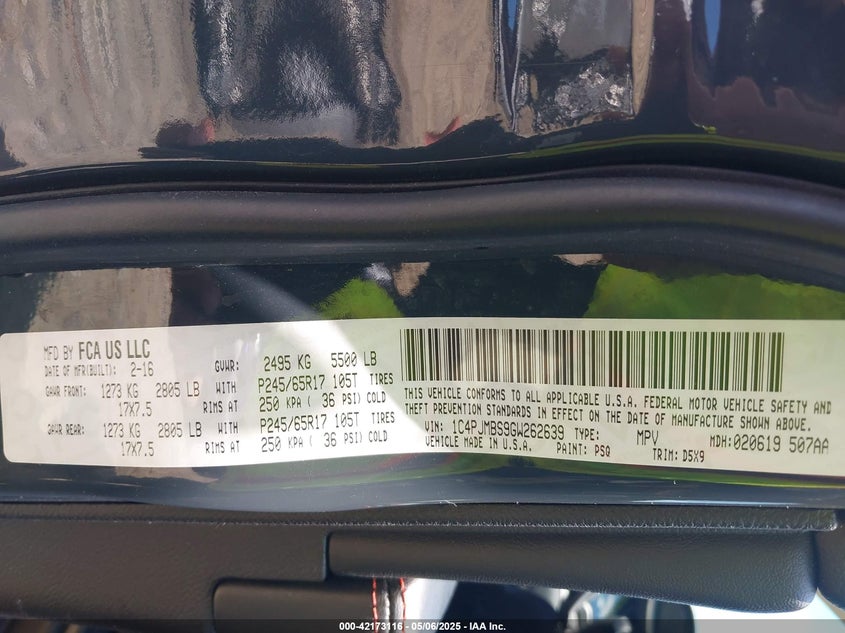 MFD BY FCA US LLC
DATE OF MFR(BUILT): 2-16 GVWR: 2495 KG 5500 LB
GAWR FRONT: 1273 KG 2805 LB WITH P245/65R17 105T TIRES
17X7.5 RIMS AT 250 KPA ( 36 PSI) COLD
GAWR REAR: 1273 KG 2805 LB WITH P245/65R17 105T TIRES
17X7.5 RIMS AT 250 KPA ( 36 PSI) COLD
THIS VEHICLE CONFORMS TO ALL APPLICABLE U.S.A. FEDERAL MOTOR VEHICLE SAFETY AND
THEFT PREVENTION STANDARDS IN EFFECT ON THE DATE OF MANUFACTURE SHOWN ABOVE.
VIN: 1C4PJMBS9GW262639 TYPE: MPV MDH:020619 507AA
VEHICLE MADE IN U.S.A. PAINT: PSQ TRIM: D5X9
000-42173116 - 05/06/2025 - IAA Inc.